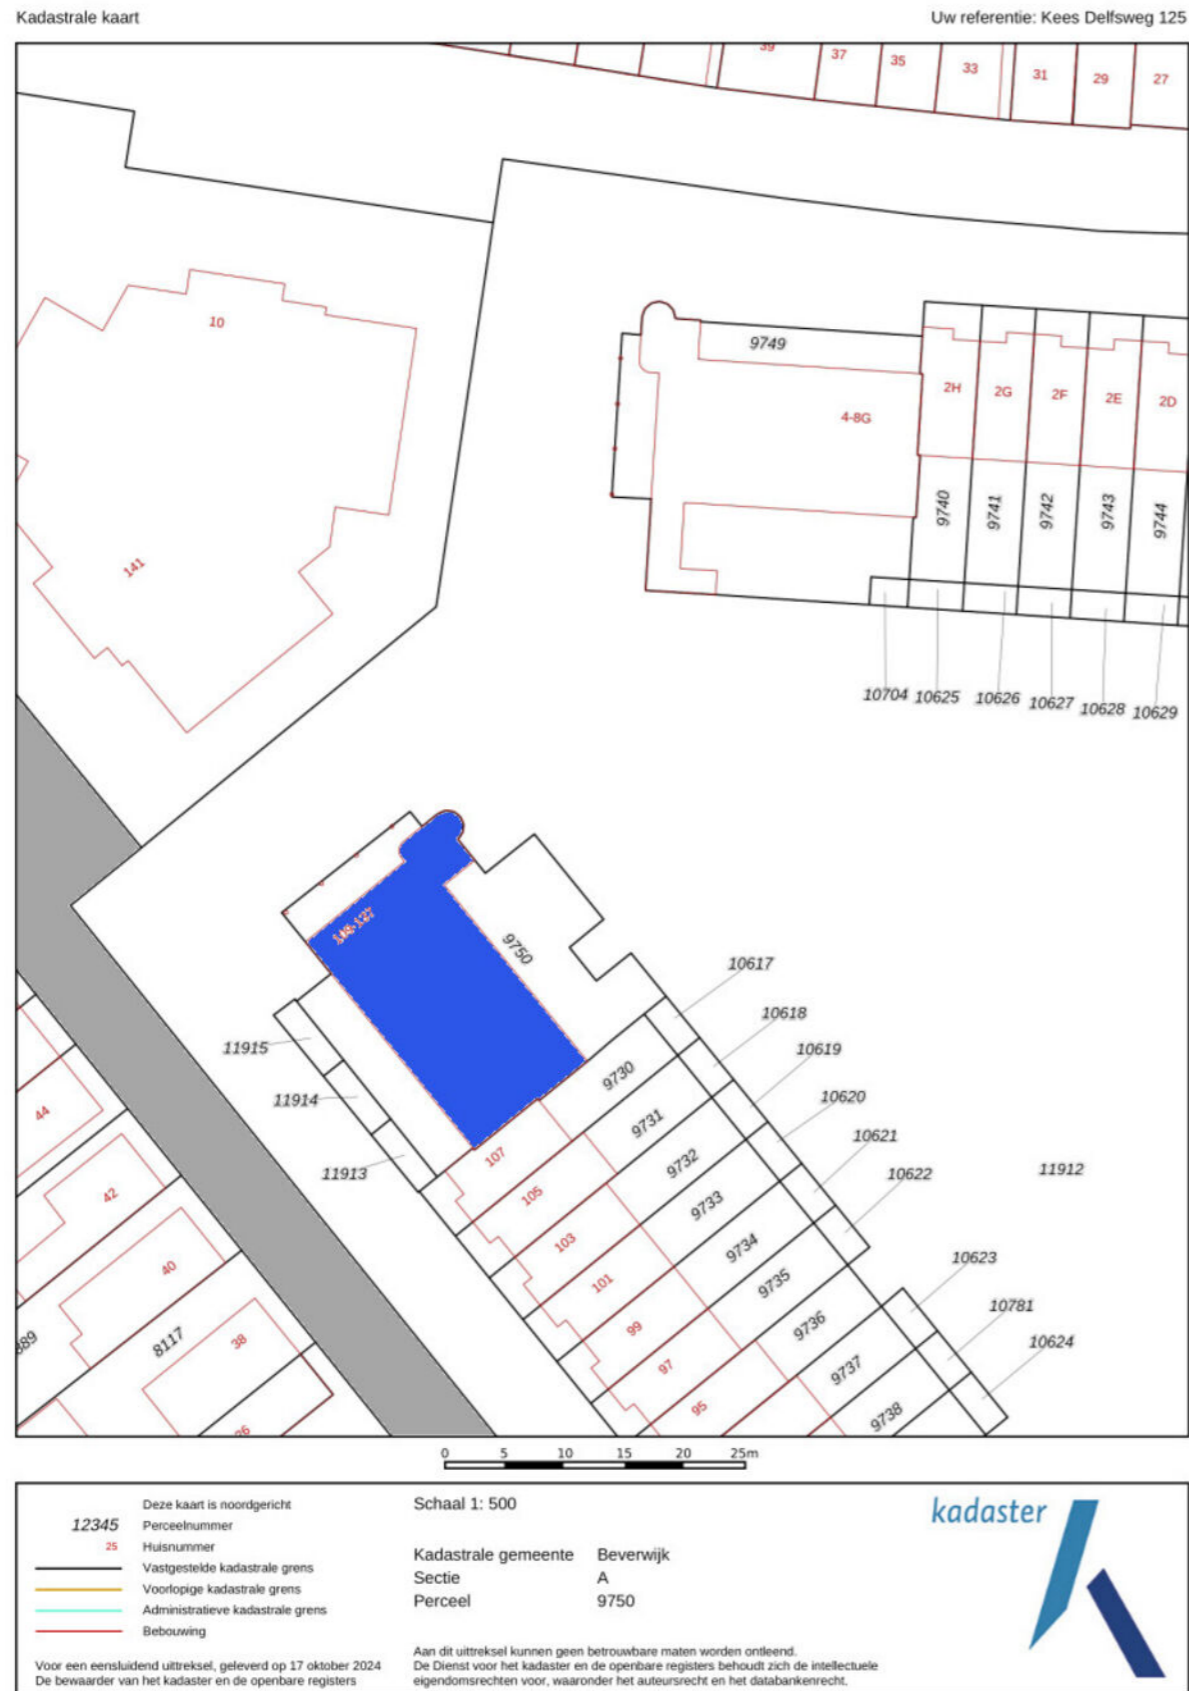 Kadastrale kaart
Uw referentie: Kees Delfsweg 125
39
37
35
33
31
29
27
10
9749
4-8G
2H
2G
2F
2E
2D
9740
9741
9742
9743
9744
141
10704
10625
10626
10627
10628
10629
9750
10617
10618
10619
10620
10621
10622
11912
10623
10781
10624
11915
11914
11913
9730
9731
9732
9733
9734
9735
9736
9737
9738
107
105
103
101
99
97
95
44
42
40
38
8117
0 5 10 15 20 25m
Deze kaart is noordgericht
12345 Perceelnummer
25 Huisnummer
Vastgestelde kadastrale grens
Voorlopige kadastrale grens
Administratieve kadastrale grens
Bebouwing
Voor een eensluidend uittreksel, geleverd op 17 oktober 2024
De bewaarder van het kadaster en de openbare registers
Schaal 1: 500
Kadastrale gemeente Beverwijk
Sectie A
Perceel 9750
Aan dit uittreksel kunnen geen betrouwbare maten worden ontleend.
De Dienst voor het kadaster en de openbare registers behoudt zich de intellectuele
eigendomsrechten voor, waaronder het auteursrecht en het databankenrecht.
kadaster